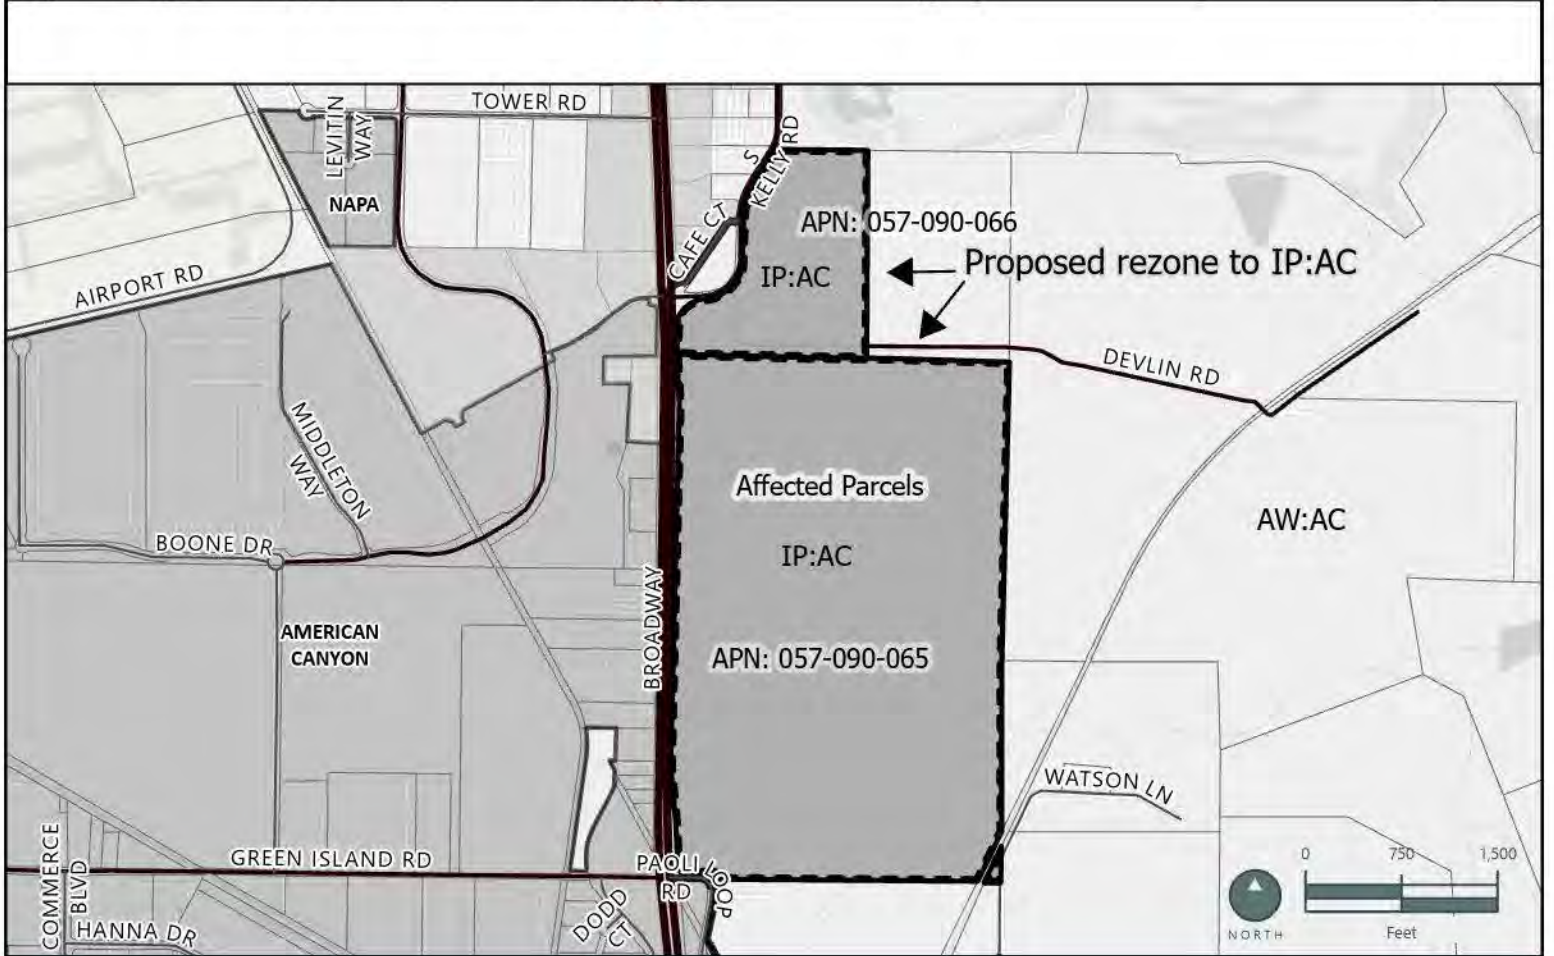 TOWER RD
LEVITIN
WAY
NAPA
S
KELLY RD
CAFE CT
AIRPORT RD
APN: 057-090-066
Proposed rezone to IP:AC
IP:AC
DEVLIN RD
MIDDLETON
WAY
Affected Parcels
IP:AC
AW:AC
BOONE DR
BROADWAY
AMERICAN
CANYON
APN: 057-090-065
WATSON LN
GREEN ISLAND RD
PAOLI LOOP
RD
COMMERCE
BLVD
HANNA DR
DODD
CT
0 750 1,500
Feet
NORTH